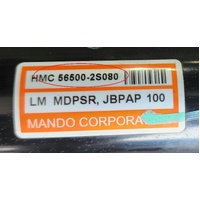 HMC 56500-2S080
LM MDPSR, JBPAP 100
MANDO CORPORA